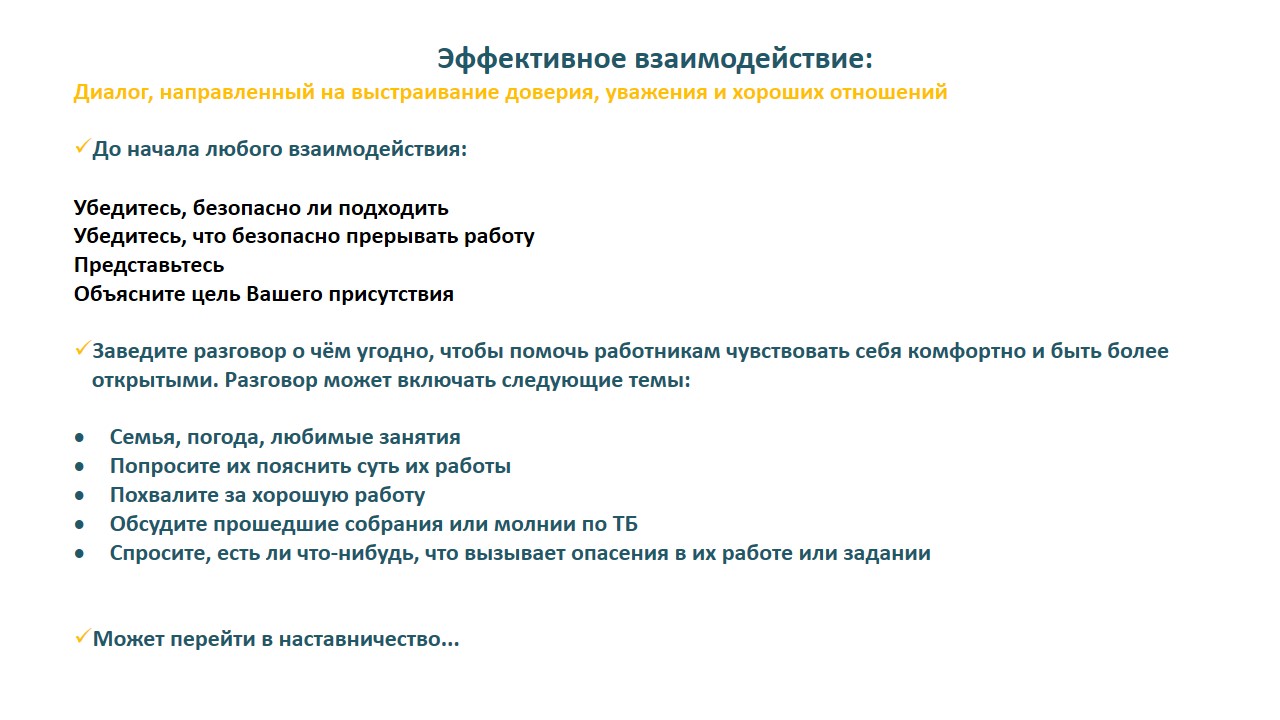 Эффективное взаимодействие:
Диалог, направленный на выстраивание доверия, уважения и хороших отношений
✓До начала любого взаимодействия:
Убедитесь, безопасно ли подходить
Убедитесь, что безопасно прерывать работу
Представьтесь
Объясните цель Вашего присутствия
✓Заведите разговор о чём угодно, чтобы помочь работникам чувствовать себя комфортно и быть более
открытыми. Разговор может включать следующие темы:
• Семья, погода, любимые занятия
• Попросите их пояснить суть их работы
• Похвалите за хорошую работу
• Обсудите прошедшие собрания или молнии по ТБ
• Спросите, есть ли что-нибудь, что вызывает опасения в их работе или задании
✓Может перейти в наставничество...